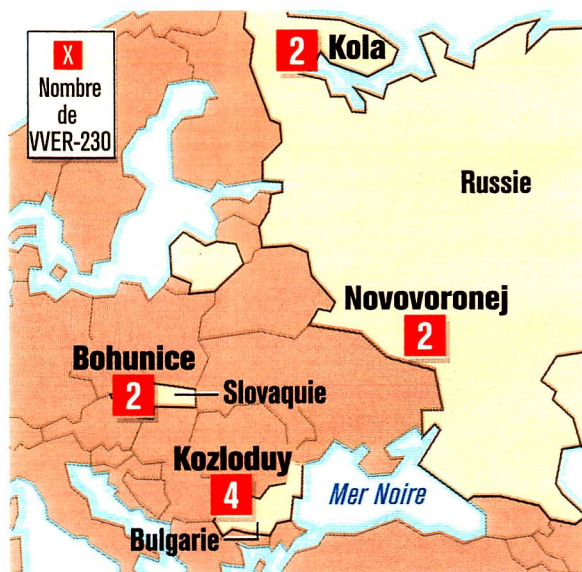 X
Nombre
de
VVER-230
2 Kola
Russie
Novovoronej
2
Bohunice
2
Slovaquie
Kozloduy
4
Mer Noire
Bulgarie